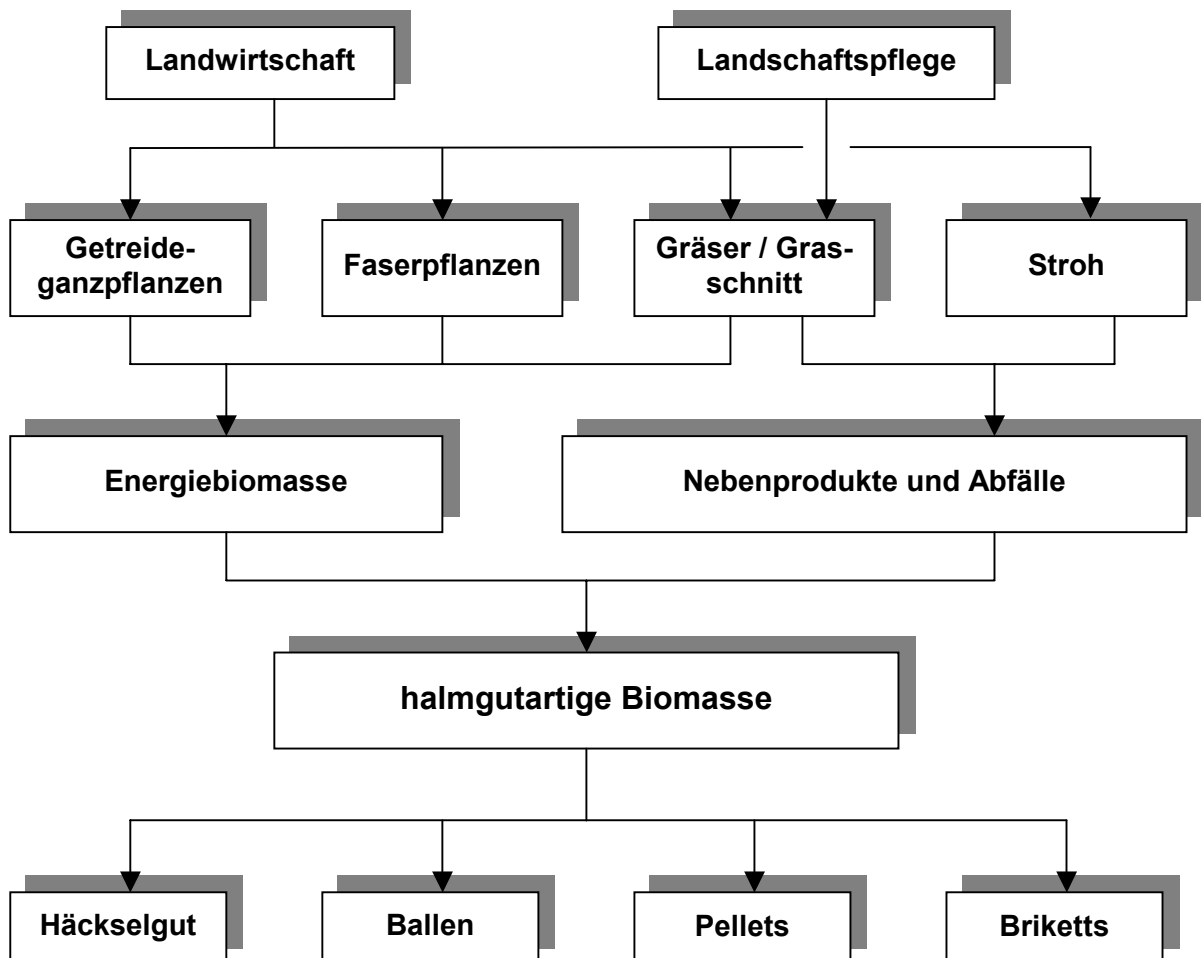 Landwirtschaft
Landschaftspflege
Getreide-
ganzpflanzen
Faserpflanzen
Gräser / Gras-
schnitt
Stroh
Energiebiomasse
Nebenprodukte und Abfälle
halmgutartige Biomasse
Häckselgut
Ballen
Pellets
Briketts